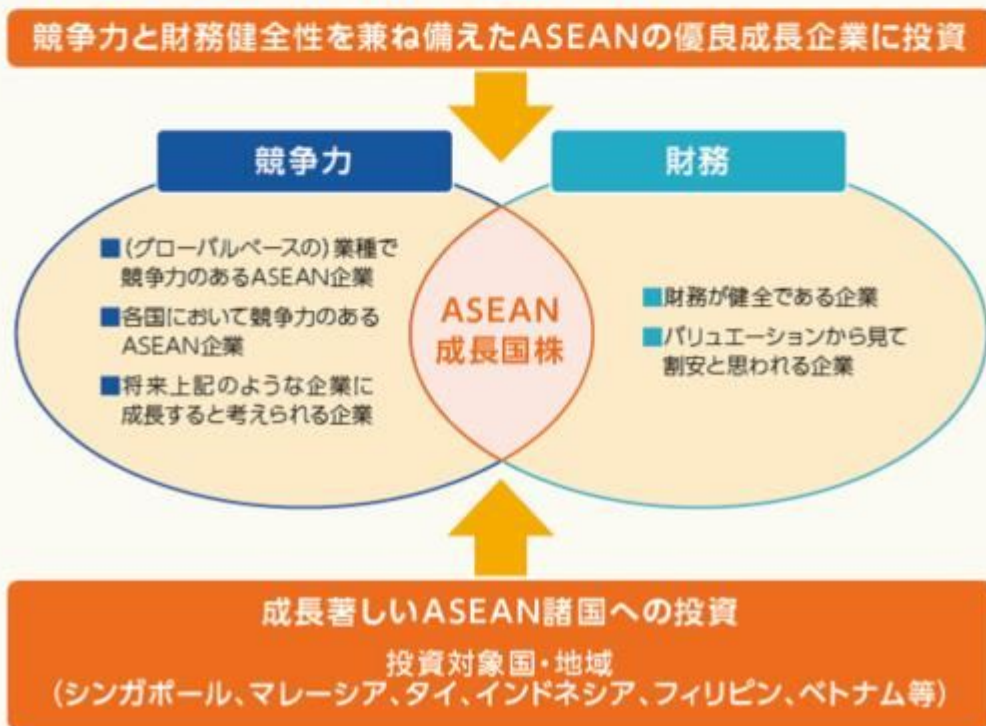 競争力と財務健全性を兼ね備えたASEANの優良成長企業に投資
競争力
財務
■(グローバルベースの)業種で
競争力のあるASEAN企業
■各国において競争力のある
ASEAN企業
■将来上記のような企業に
成長すると考えられる企業
ASEAN
成長国株
■財務が健全である企業
■バリュエーションから見て
割安と思われる企業
成長著しいASEAN諸国への投資
投資対象国・地域
(シンガポール、マレーシア、タイ、インドネシア、フィリピン、ベトナム等)